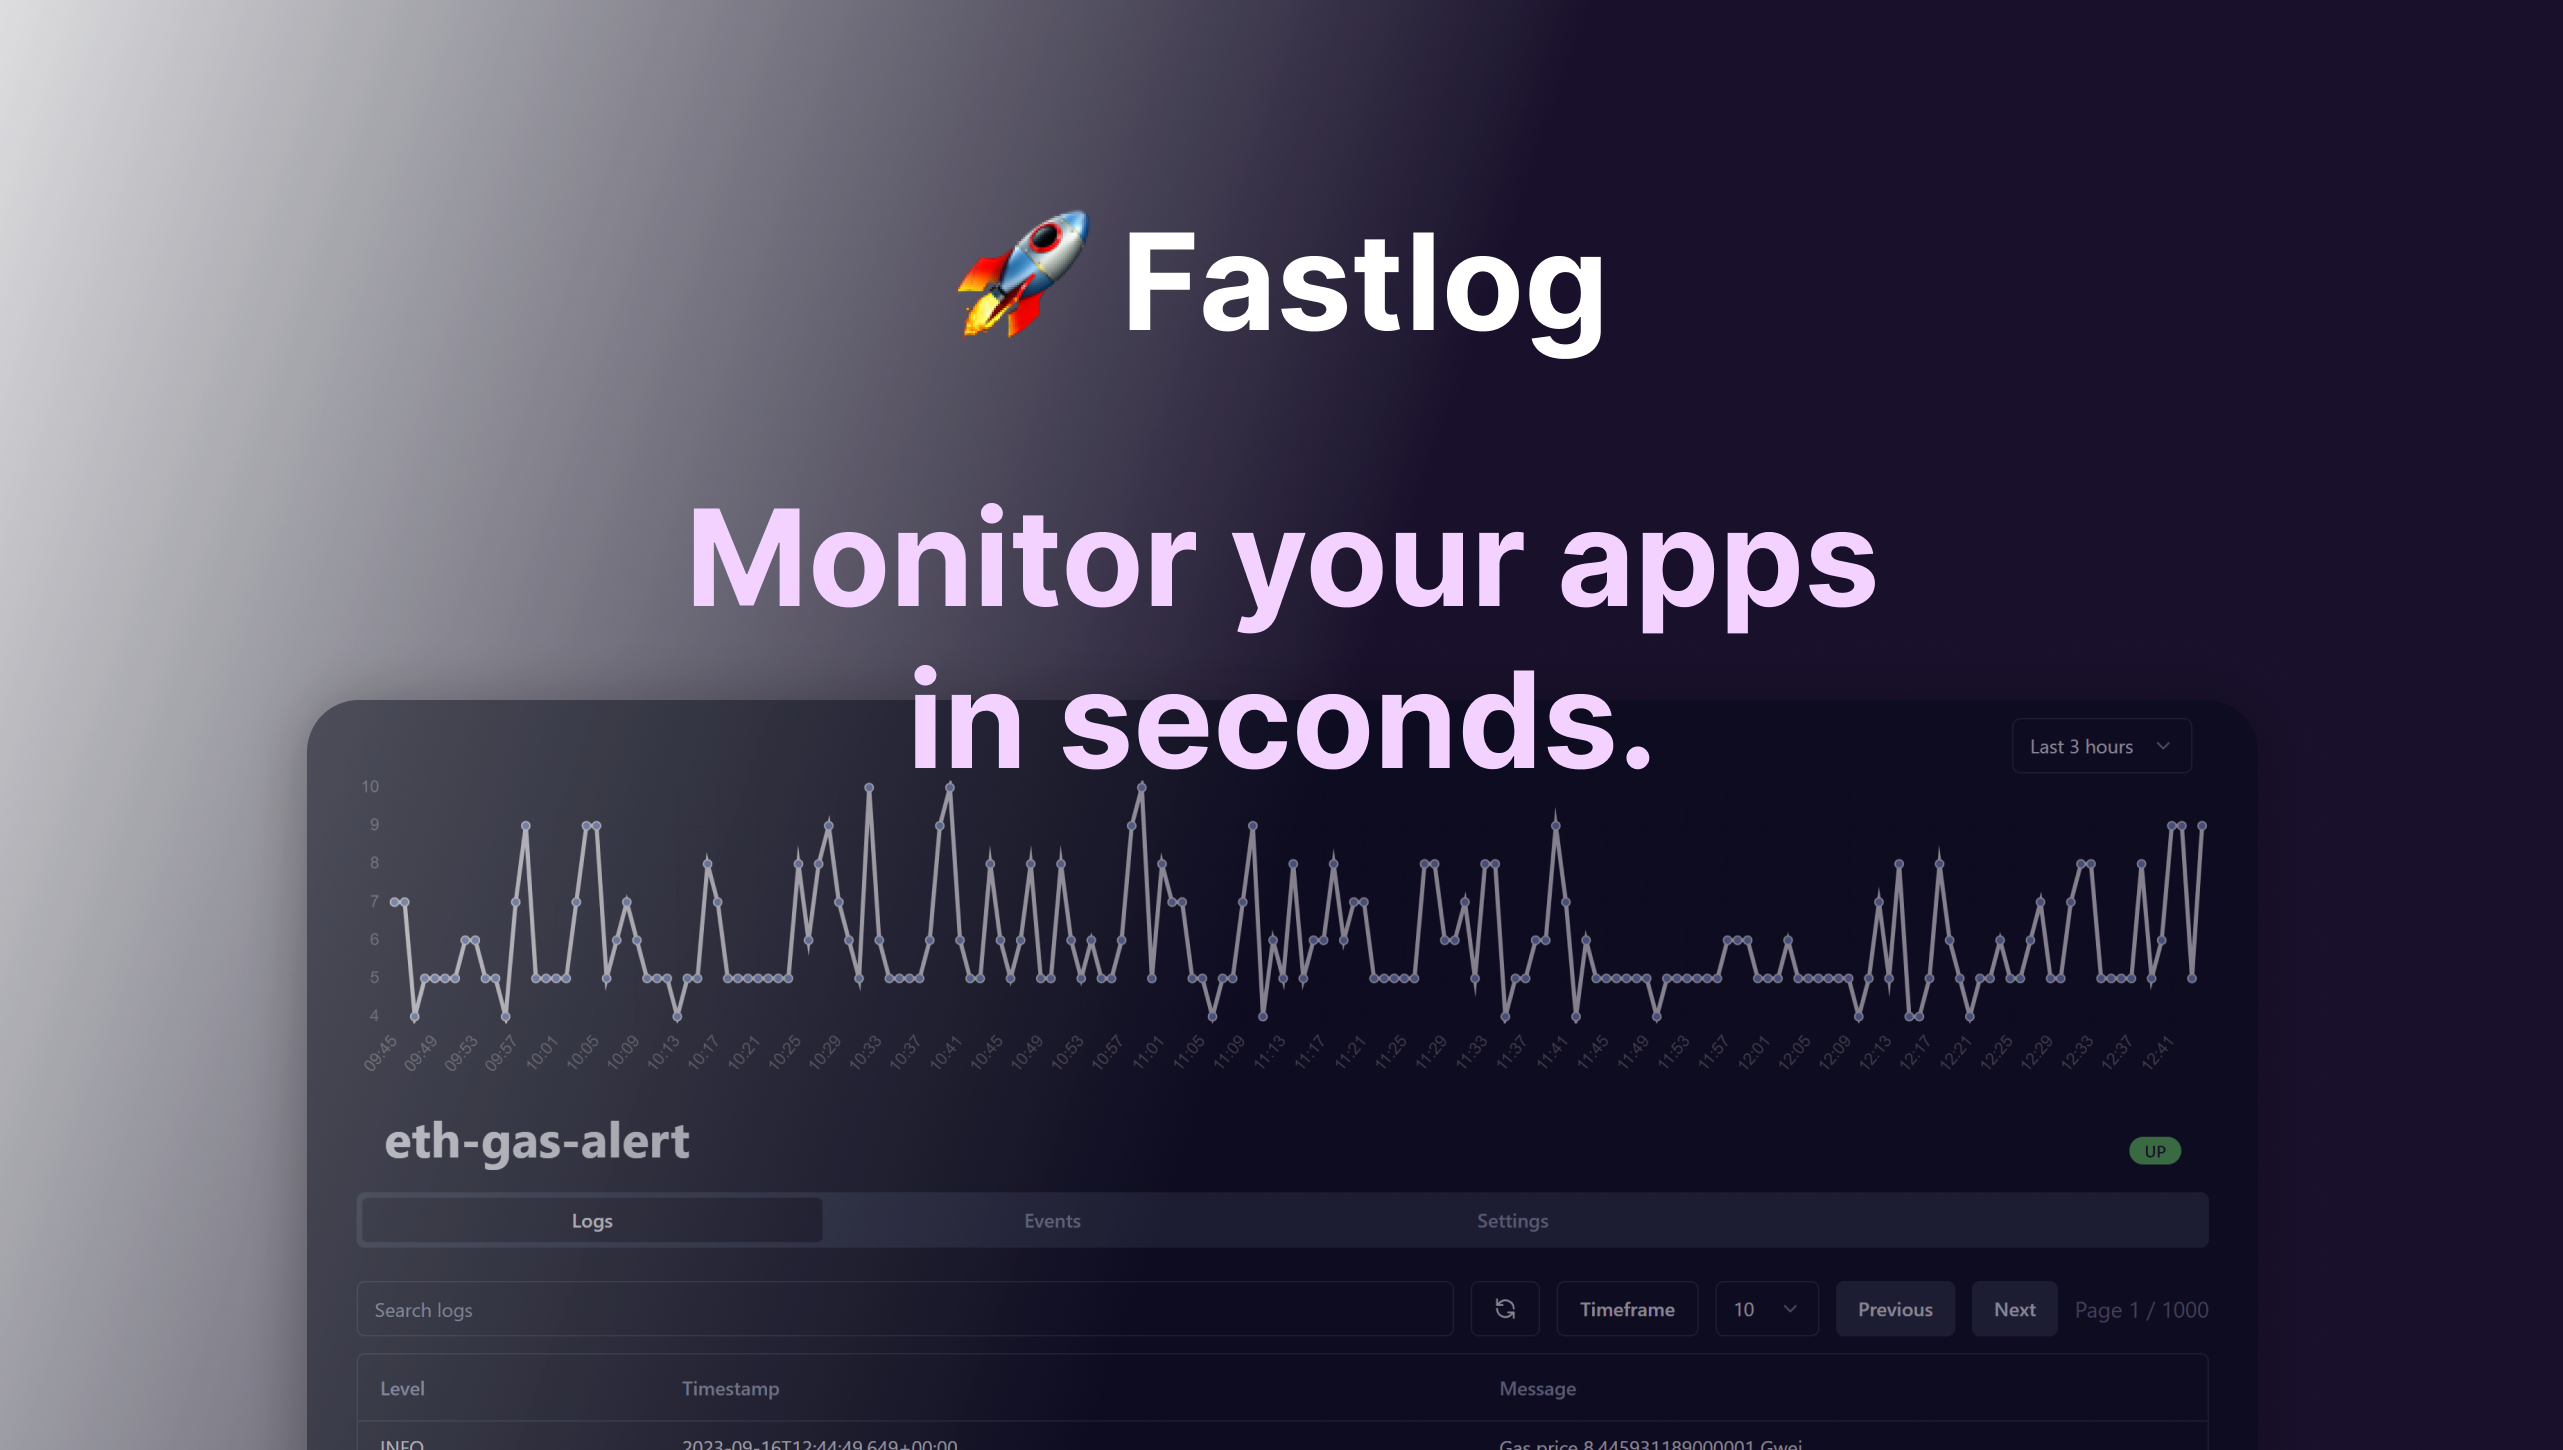 🚀 Fastlog
Monitor your apps
in seconds.
Last 3 hours
10
9
8
7
6
5
4
09:45 09:49 09:53 09:57 10:01 10:05 10:09 10:13 10:17 10:21 10:25 10:29 10:33 10:37 10:41 10:45 10:49 10:53 10:57 11:01 11:05 11:09 11:13 11:17 11:21 11:25 11:29 11:33 11:37 11:41 11:45 11:49 11:53 11:57 12:01 12:05 12:09 12:13 12:17 12:21 12:25 12:29 12:33 12:37 12:41
eth-gas-alert UP
Logs Events Settings
Search logs Timeframe 10 Previous Next Page 1 / 1000
Level Timestamp Message
INFO 2023-09-16T12:44:49.649+00:00 Gas price 8.445931189000001 Gwei